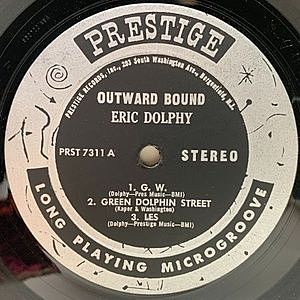 PRESTIGE
PRESTIGE RECORDS, Inc., 203 South Washington Ave., Bergenfield, N.J.
OUTWARD BOUND
ERIC DOLPHY
PRST 7311 A
STEREO
1. G. W.
(Dolphy—Pres Music—BMI)
2. GREEN DOLPHIN STREET
(Kaper & Washington)
3. LES
(Dolphy—Prestige Music—BMI)
LONG PLAYING MICROGROOVE